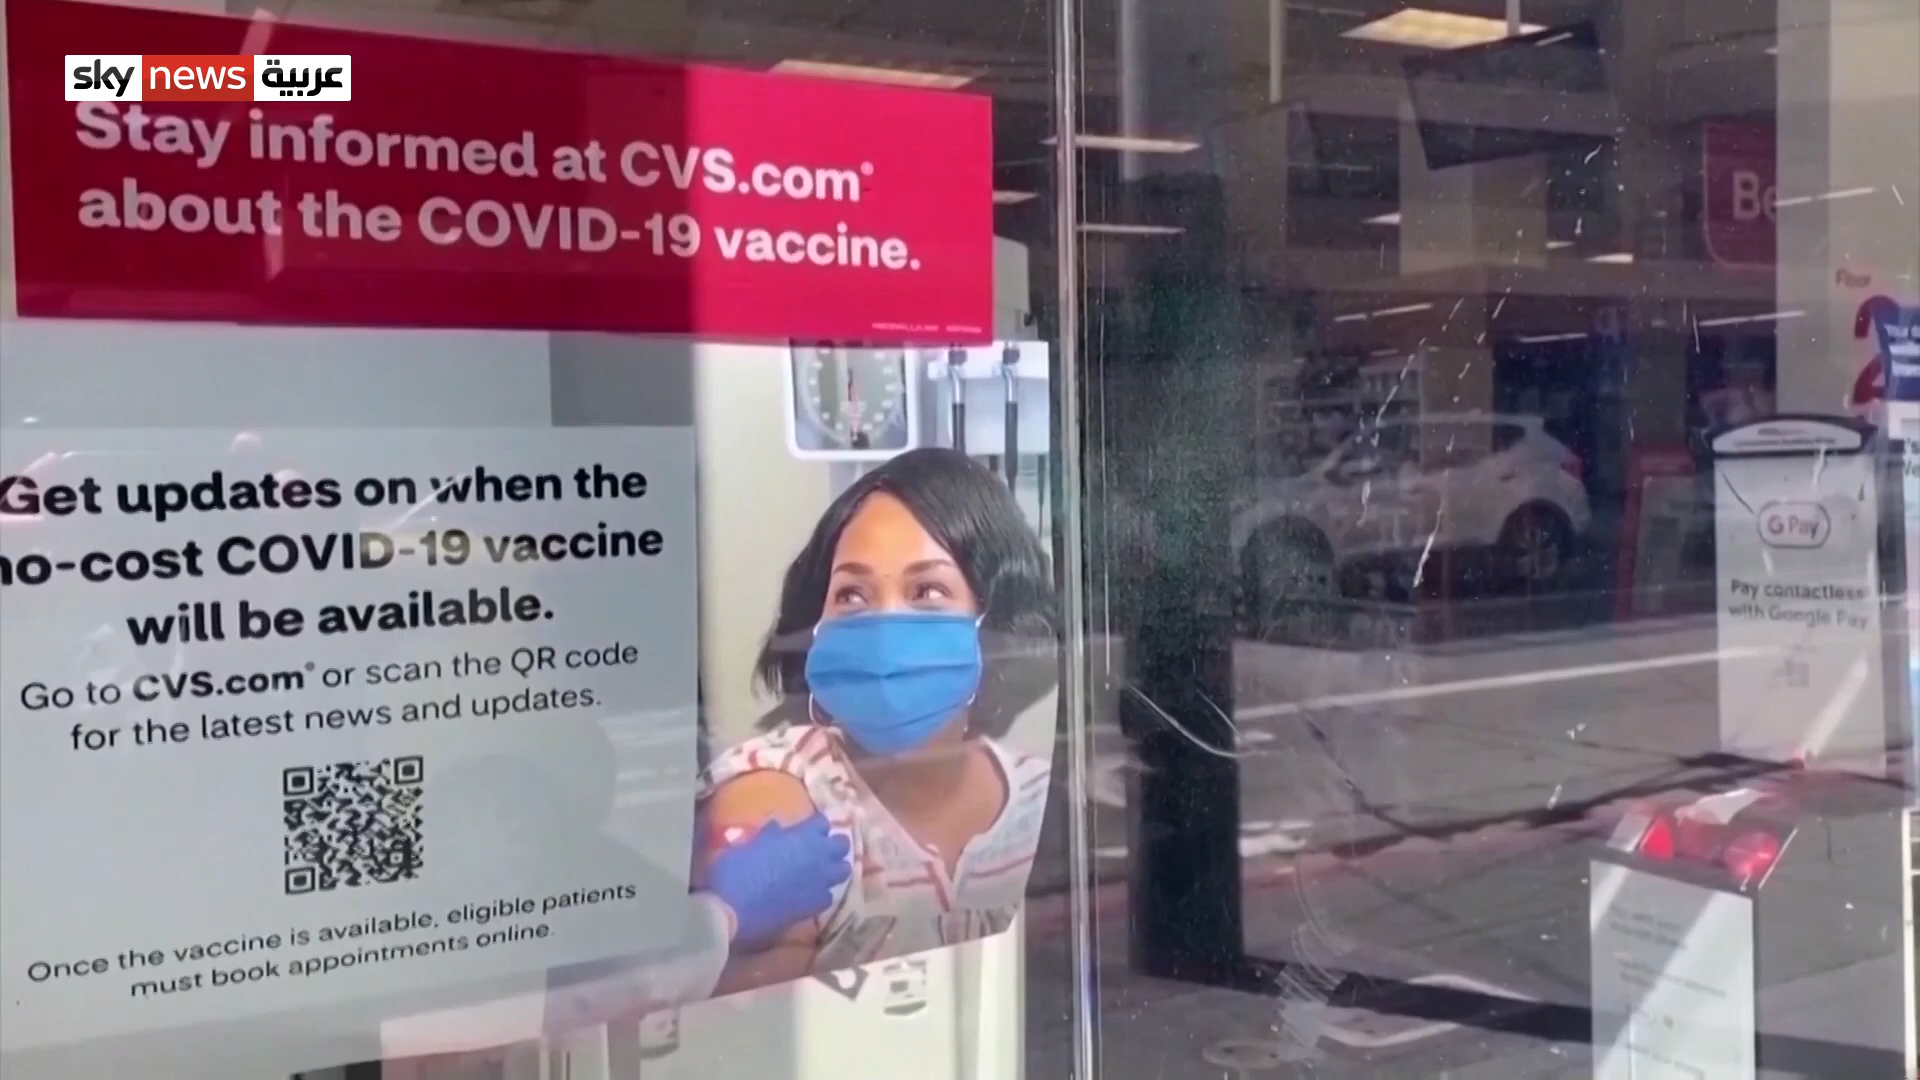 sky news عربية
Stay informed at CVS.com®
about the COVID-19 vaccine.
Get updates on when the
no-cost COVID-19 vaccine
will be available.
Go to CVS.com® or scan the QR code
for the latest news and updates.
Once the vaccine is available, eligible patients
must book appointments online.
Be
Floor
G Pay
Pay contactless
with Google Pay